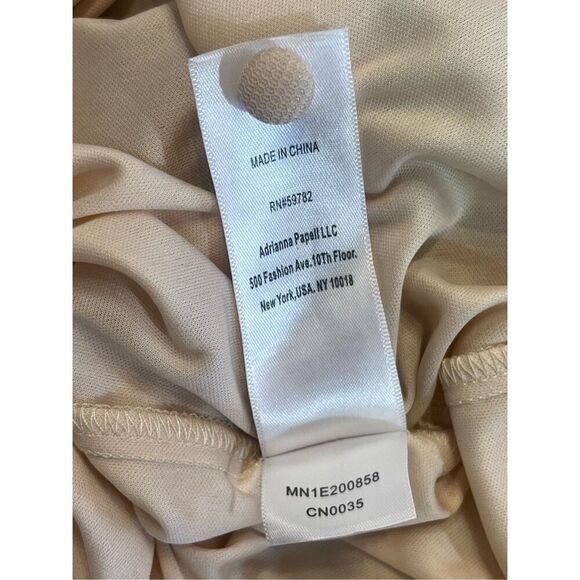 MADE IN CHINA
RN#59782
Adrianna Papell LLC
500 Fashion Ave.10Th Floor.
New York,USA. NY 10018
MN1E200858
CN0035